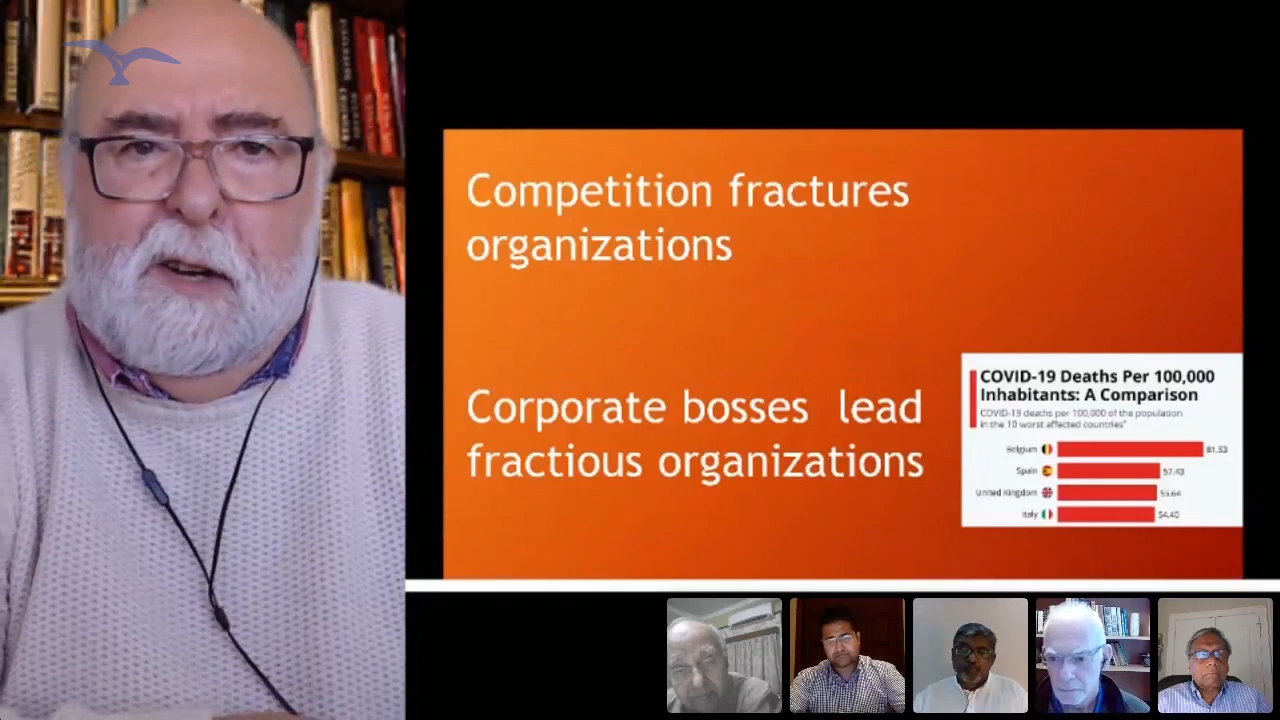 Competition fractures
organizations
Corporate bosses lead
fractious organizations
COVID-19 Deaths Per 100,000
Inhabitants: A Comparison
COVID-19 deaths per 100,000 of the population
in the 10 worst affected countries*
Belgium 81.53
Spain 57.43
United Kingdom 55.64
Italy 54.40